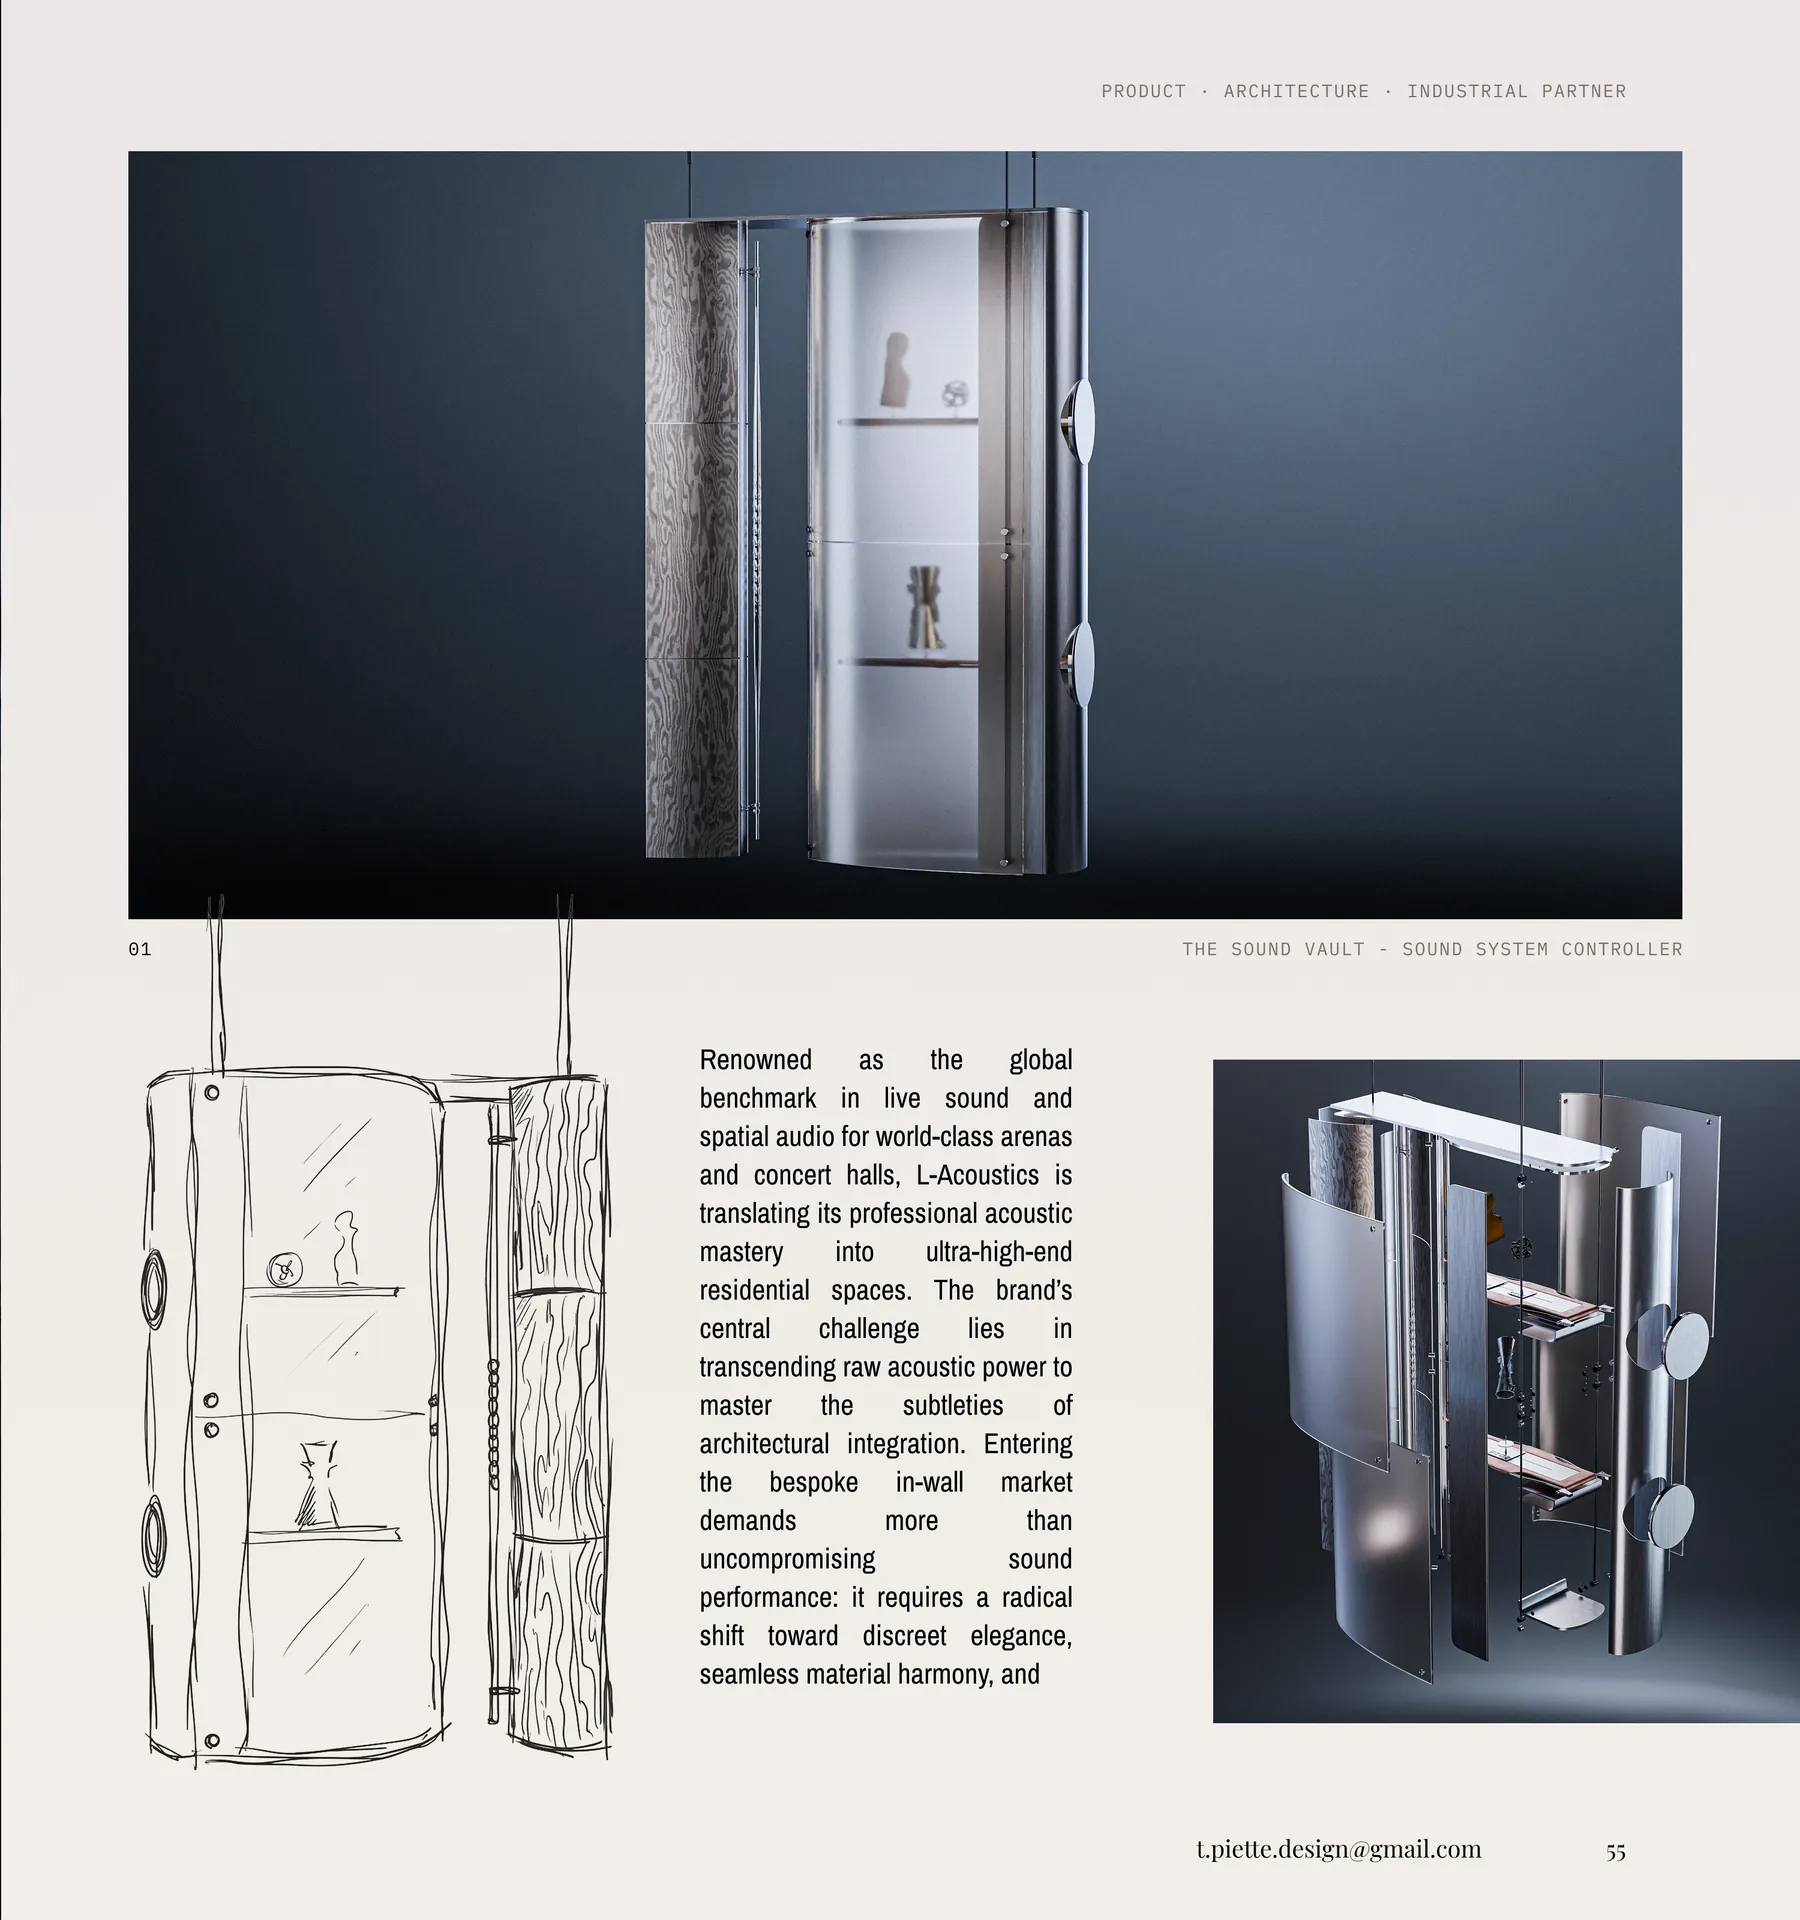 PRODUCT · ARCHITECTURE · INDUSTRIAL PARTNER
01
THE SOUND VAULT - SOUND SYSTEM CONTROLLER
Renowned as the global
benchmark in live sound and
spatial audio for world-class arenas
and concert halls, L-Acoustics is
translating its professional acoustic
mastery into ultra-high-end
residential spaces. The brand’s
central challenge lies in
transcending raw acoustic power to
master the subtleties of
architectural integration. Entering
the bespoke in-wall market
demands more than
uncompromising sound
performance: it requires a radical
shift toward discreet elegance,
seamless material harmony, and
t.piette.design@gmail.com
55